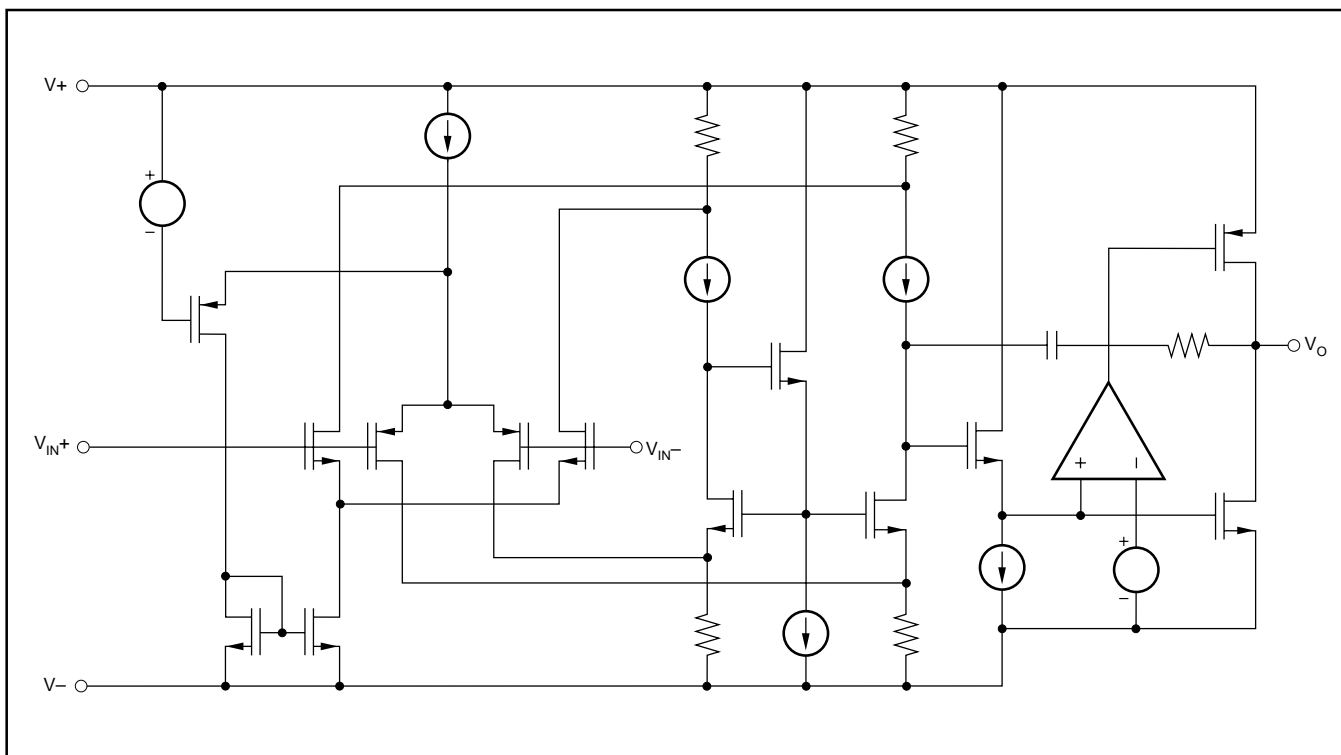 V+
+
–
V_O
V_IN+
V_IN–
+ –
+
–
V–